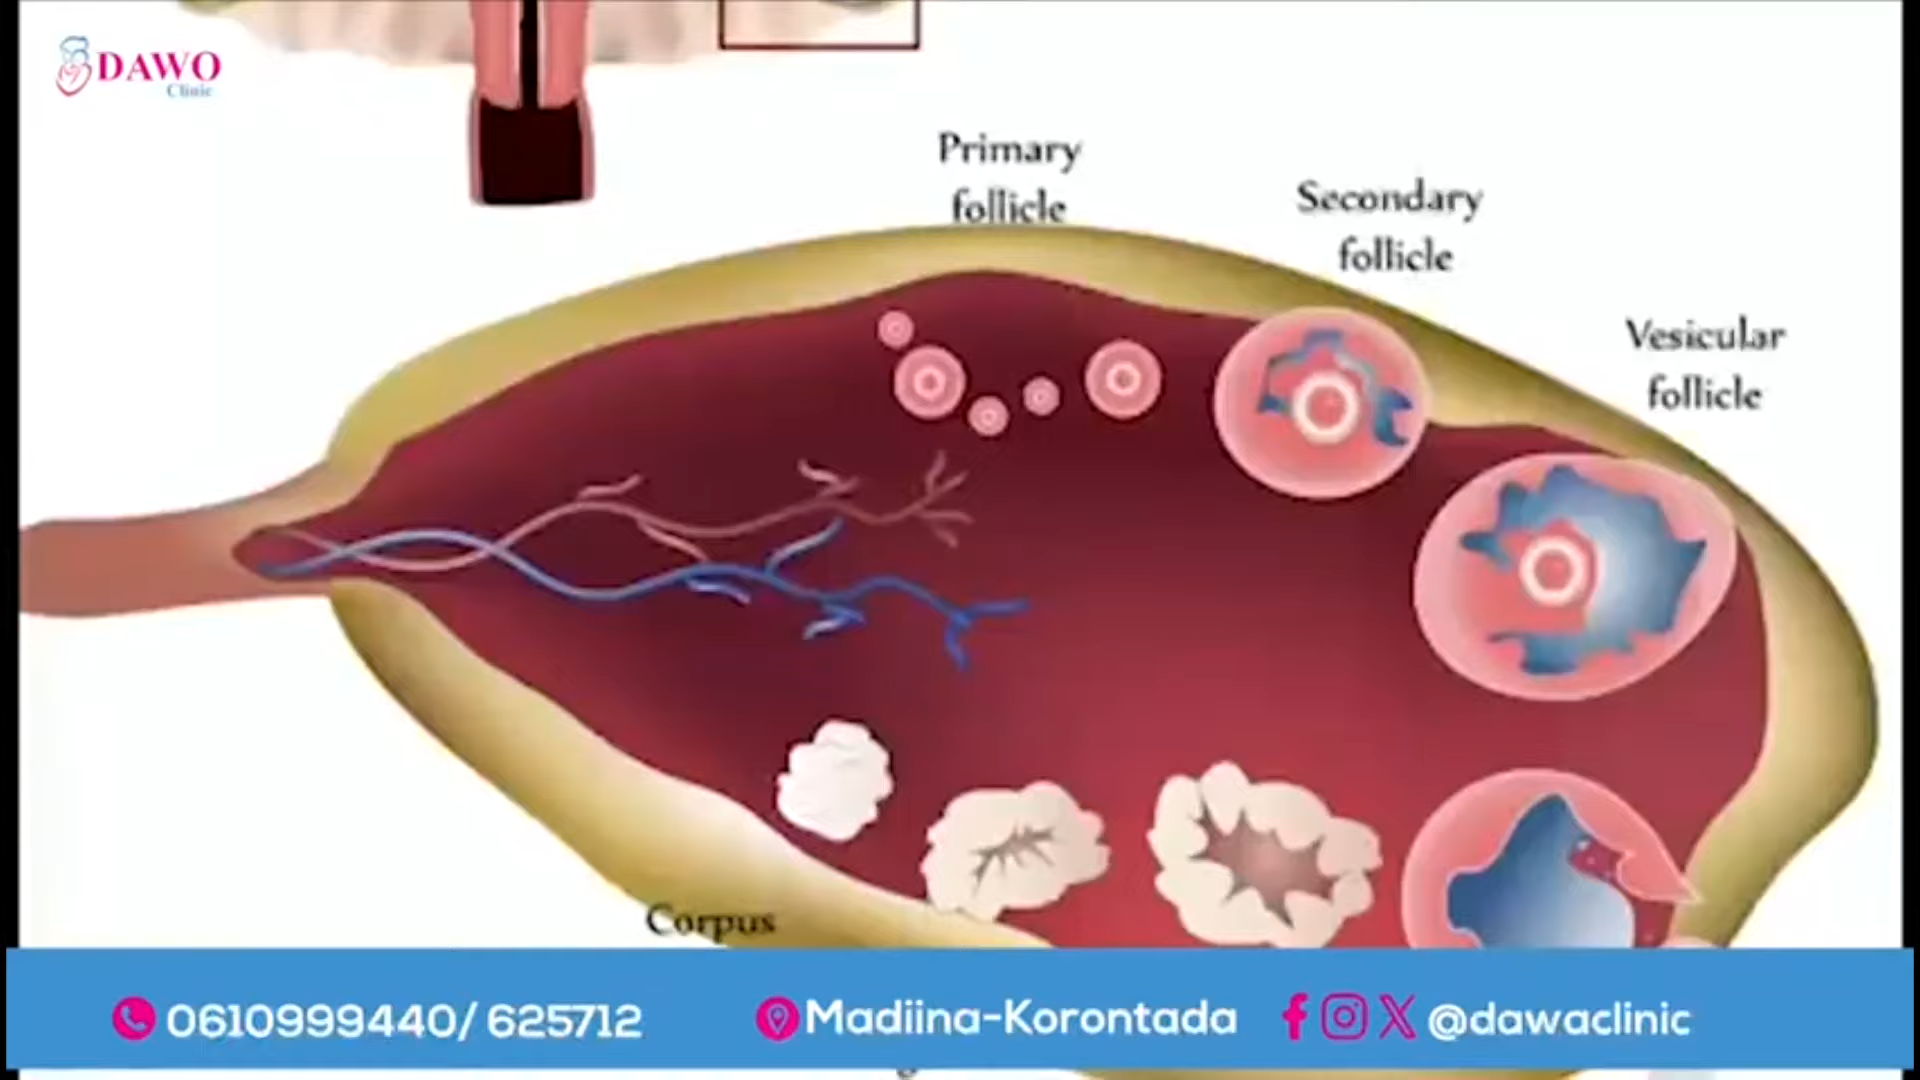 DAWO
Clinic
Primary
follicle
Secondary
follicle
Vesicular
follicle
Corpus
0610999440/ 625712
Madiina-Korontada
@dawaclinic